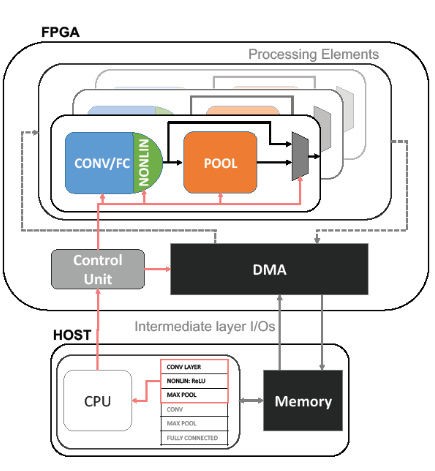 FPGA
Processing Elements
CONV/FC
NONLIN
POOL
Control
Unit
DMA
Intermediate layer I/Os
HOST
CPU
CONV LAYER
NONLIN: ReLU
MAX POOL
CONV
MAX POOL
FULLY CONNECTED
Memory